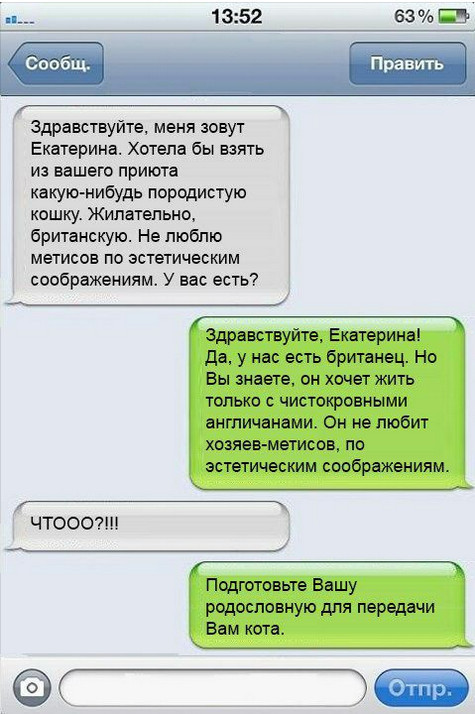 13:52
63%
Сообщ.
Править
Здравствуйте, меня зовут
Екатерина. Хотела бы взять
из вашего приюта
какую-нибудь породистую
кошку. Жилательно,
британскую. Не люблю
метисов по эстетическим
соображениям. У вас есть?
Здравствуйте, Екатерина!
Да, у нас есть британец. Но
Вы знаете, он хочет жить
только с чистокровными
англичанами. Он не любит
хозяев-метисов, по
эстетическим соображениям.
ЧТООО?!!!
Подготовьте Вашу
родословную для передачи
Вам кота.
Отпр.